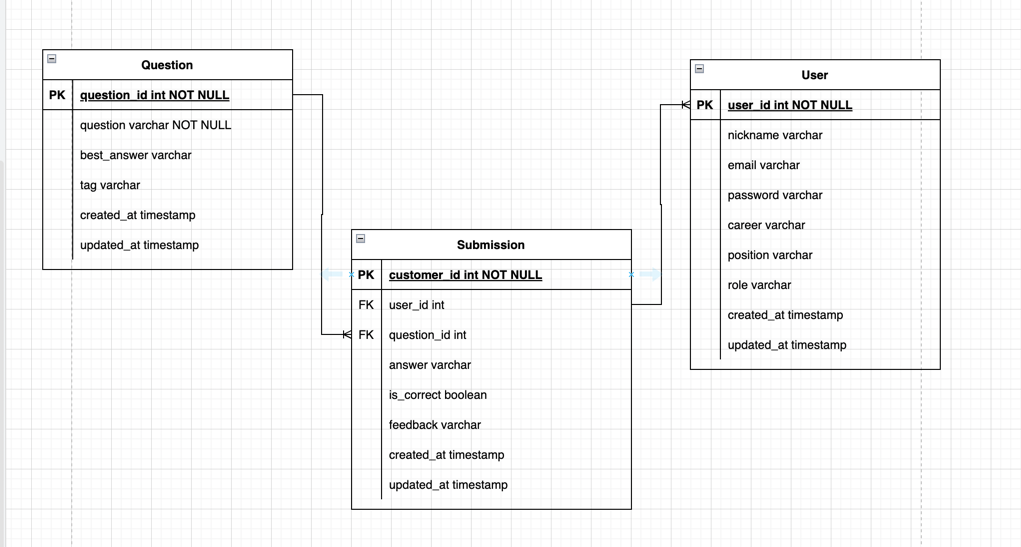 Question
PK question_id int NOT NULL
question varchar NOT NULL
best_answer varchar
tag varchar
created_at timestamp
updated_at timestamp
Submission
PK customer_id int NOT NULL
FK user_id int
FK question_id int
answer varchar
is_correct boolean
feedback varchar
created_at timestamp
updated_at timestamp
User
PK user_id int NOT NULL
nickname varchar
email varchar
password varchar
career varchar
position varchar
role varchar
created_at timestamp
updated_at timestamp